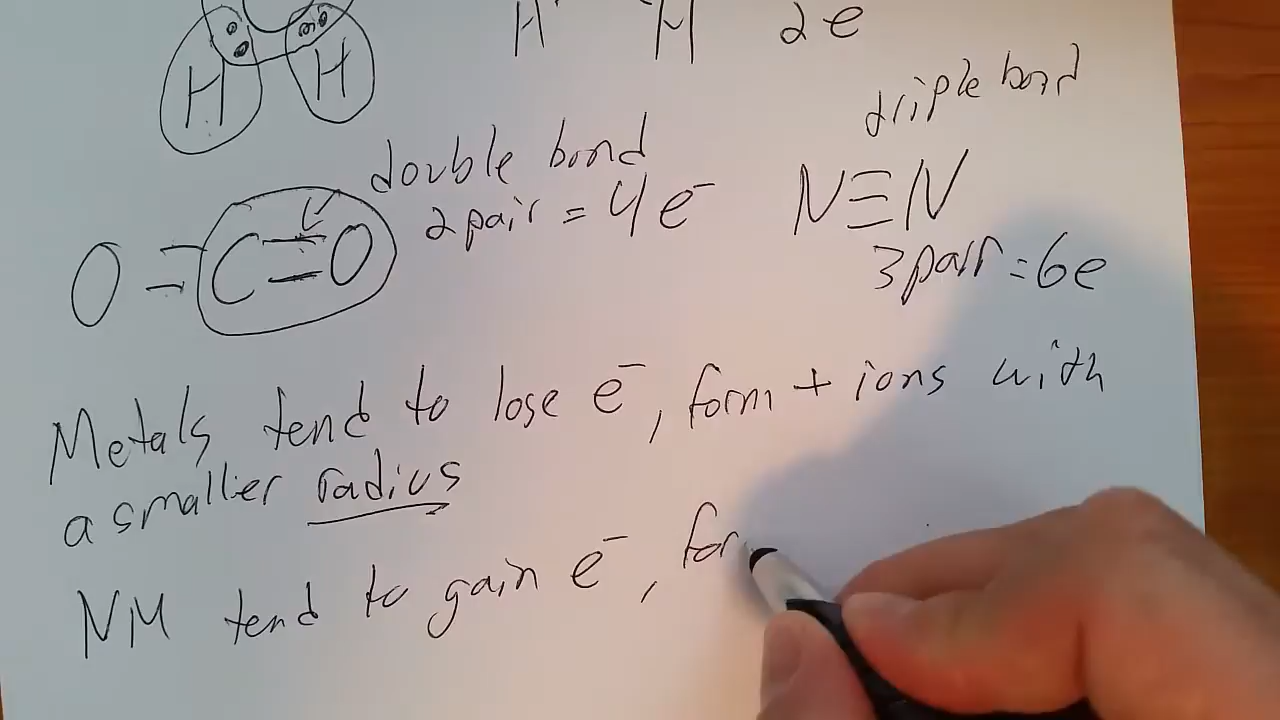 H H 2e
H H
triple bond
double bond
2 pair = 4e⁻
N≡N
O=C=O
3 pair = 6e
Metals tend to lose e⁻, form + ions with
a smaller radius
NM tend to gain e⁻, for